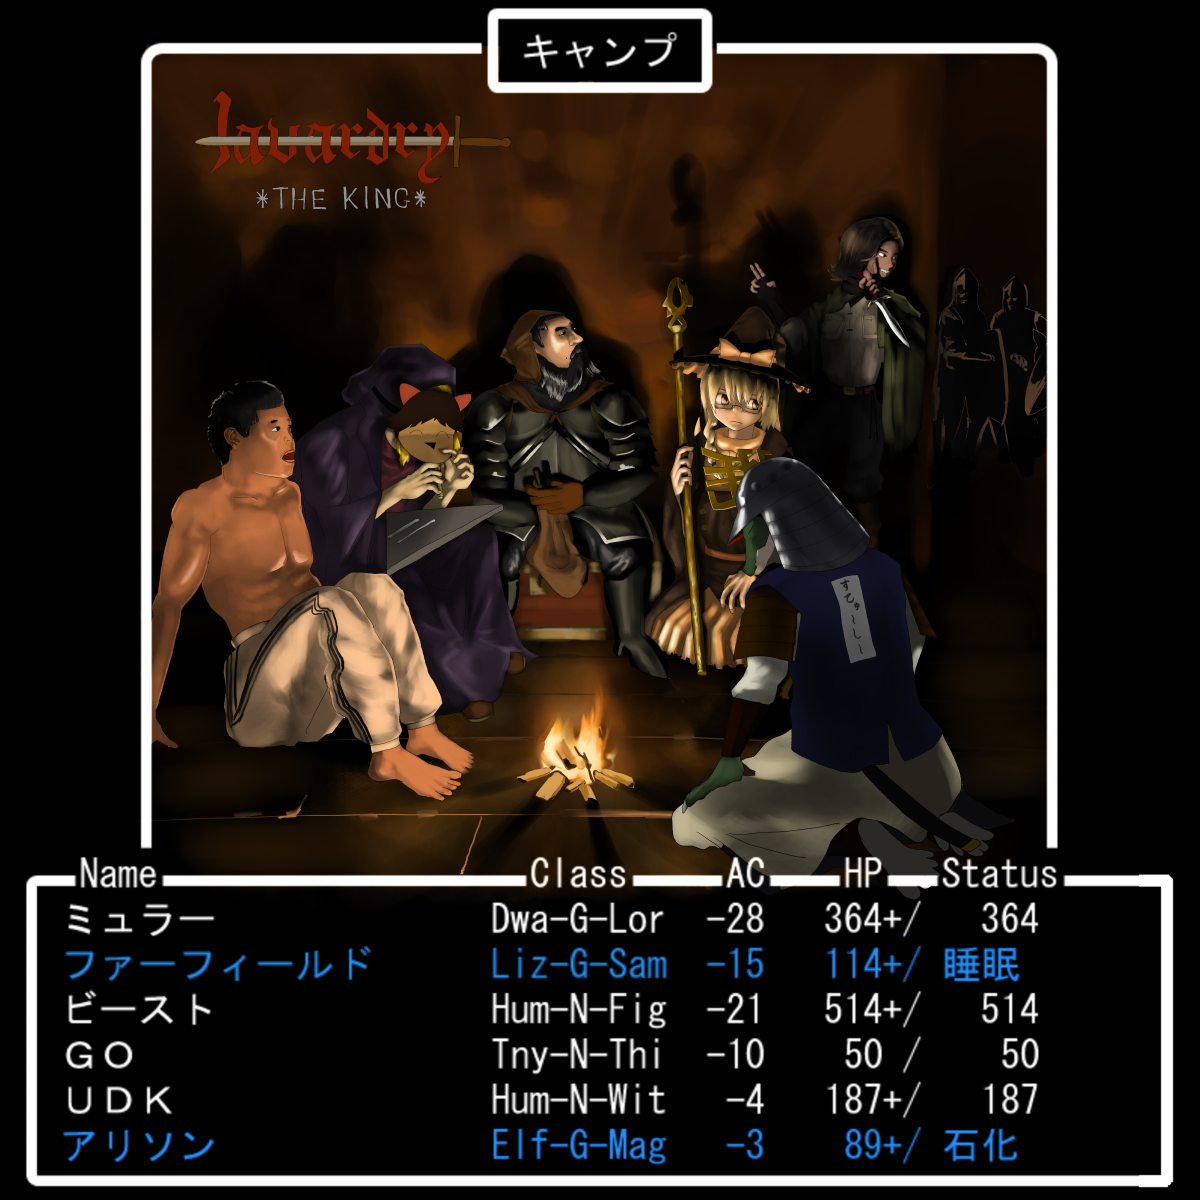 キャンプ
lavardry
*THE KING*
すてゅ〜し〜
Name Class AC HP Status
ミュラー Dwa-G-Lor -28 364+/ 364
ファーフィールド Liz-G-Sam -15 114+/ 睡眠
ビースト Hum-N-Fig -21 514+/ 514
GO Tny-N-Thi -10 50 / 50
UDK Hum-N-Wit -4 187+/ 187
アリソン Elf-G-Mag -3 89+/ 石化